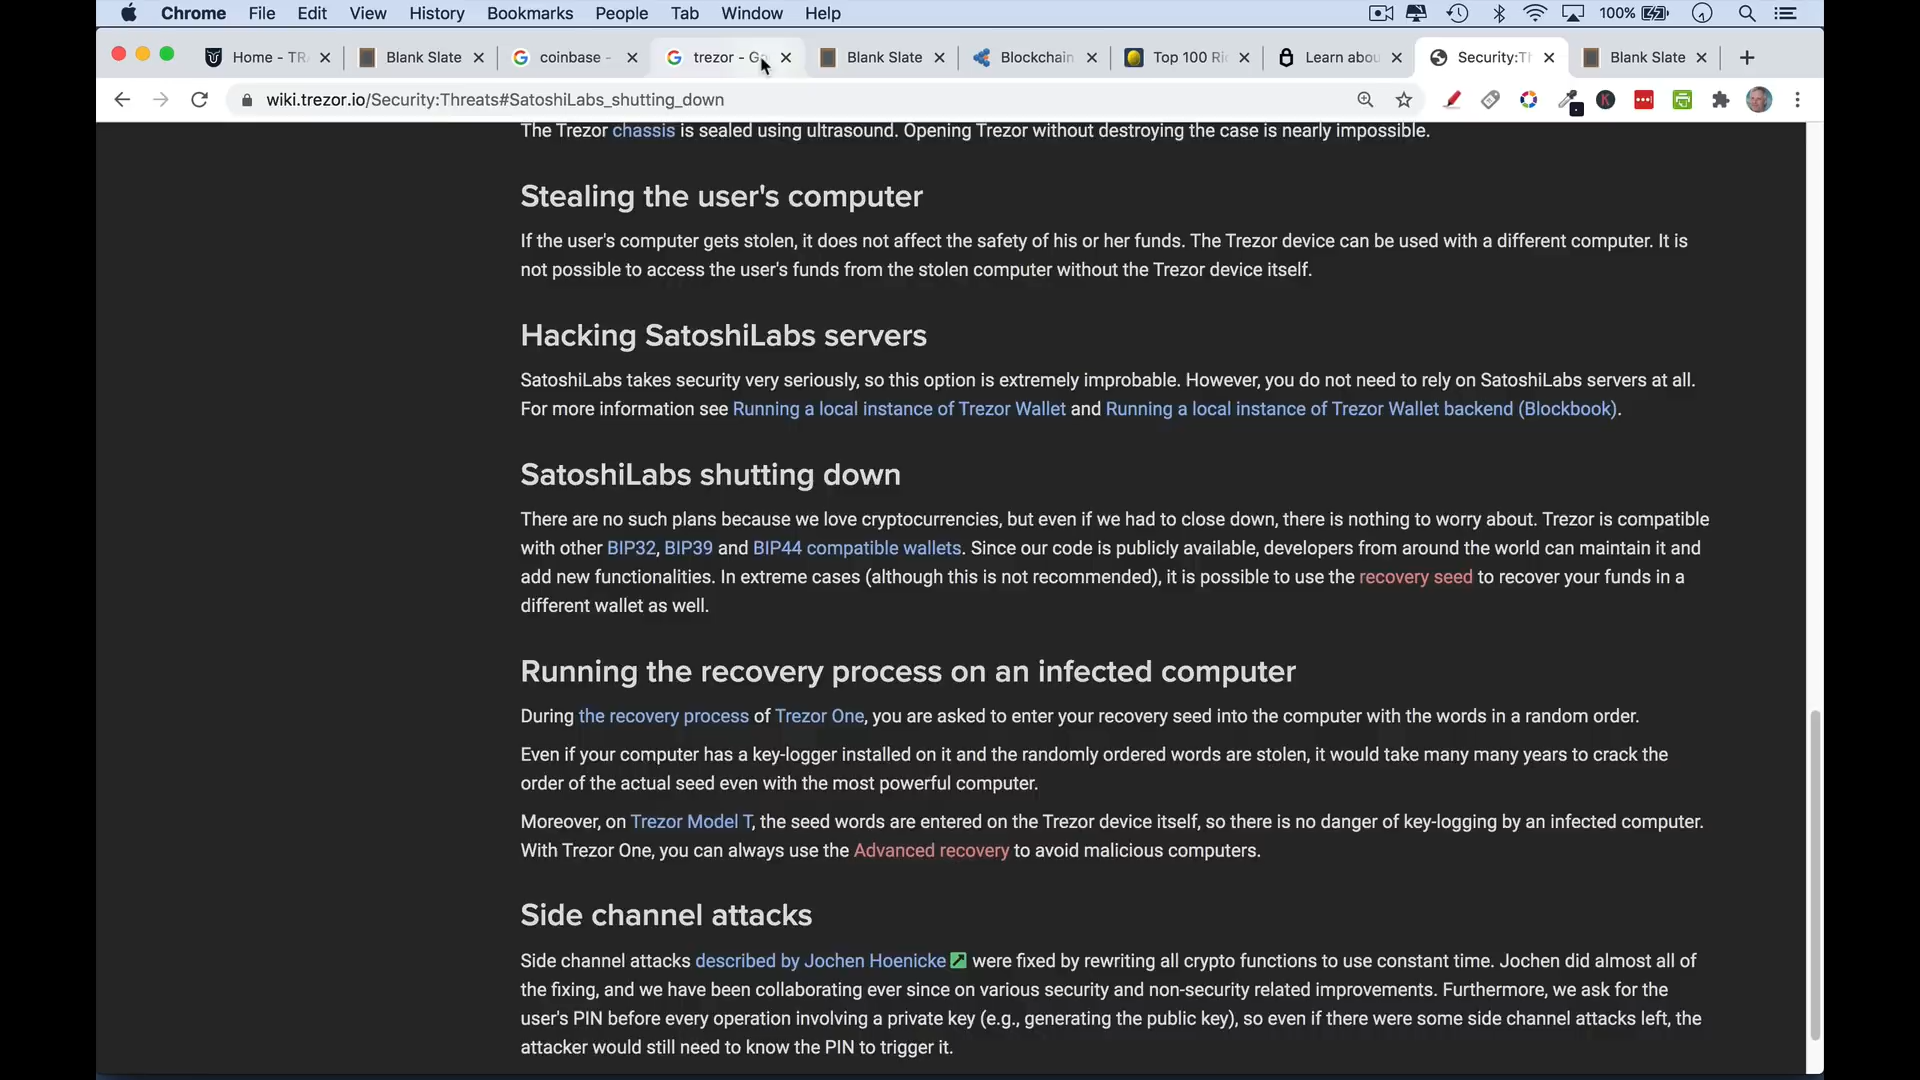 Chrome File Edit View History Bookmarks People Tab Window Help 100%
Home - TR Blank Slate coinbase - trezor - Go Blank Slate Blockchain Top 100 Ri Learn abou Security:Th Blank Slate
wiki.trezor.io/Security:Threats#SatoshiLabs_shutting_down
The Trezor chassis is sealed using ultrasound. Opening Trezor without destroying the case is nearly impossible.
Stealing the user's computer
If the user's computer gets stolen, it does not affect the safety of his or her funds. The Trezor device can be used with a different computer. It is
not possible to access the user's funds from the stolen computer without the Trezor device itself.
Hacking SatoshiLabs servers
SatoshiLabs takes security very seriously, so this option is extremely improbable. However, you do not need to rely on SatoshiLabs servers at all.
For more information see Running a local instance of Trezor Wallet and Running a local instance of Trezor Wallet backend (Blockbook).
SatoshiLabs shutting down
There are no such plans because we love cryptocurrencies, but even if we had to close down, there is nothing to worry about. Trezor is compatible
with other BIP32, BIP39 and BIP44 compatible wallets. Since our code is publicly available, developers from around the world can maintain it and
add new functionalities. In extreme cases (although this is not recommended), it is possible to use the recovery seed to recover your funds in a
different wallet as well.
Running the recovery process on an infected computer
During the recovery process of Trezor One, you are asked to enter your recovery seed into the computer with the words in a random order.
Even if your computer has a key-logger installed on it and the randomly ordered words are stolen, it would take many many years to crack the
order of the actual seed even with the most powerful computer.
Moreover, on Trezor Model T, the seed words are entered on the Trezor device itself, so there is no danger of key-logging by an infected computer.
With Trezor One, you can always use the Advanced recovery to avoid malicious computers.
Side channel attacks
Side channel attacks described by Jochen Hoenicke were fixed by rewriting all crypto functions to use constant time. Jochen did almost all of
the fixing, and we have been collaborating ever since on various security and non-security related improvements. Furthermore, we ask for the
user's PIN before every operation involving a private key (e.g., generating the public key), so even if there were some side channel attacks left, the
attacker would still need to know the PIN to trigger it.